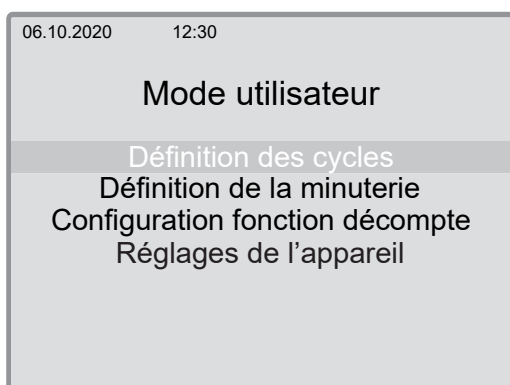 06.10.2020 12:30
Mode utilisateur
Définition des cycles
Définition de la minuterie
Configuration fonction décompte
Réglages de l’appareil